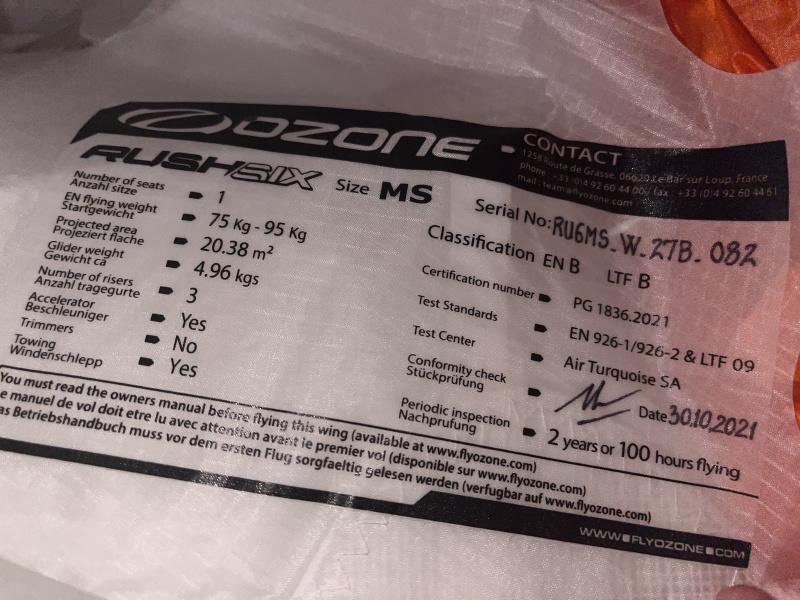 OZONE
CONTACT
1258 Route de Grasse, 06620 Le Bar sur Loup, France
phone +33 (0)4 92 60 44 00 / fax : +33 (0)4 92 60 44 61
mail : team@flyozone.com
RUSH SIX Size MS
Serial No: RU6MS_W_27B_082
Number of seats
Anzahl sitze 1
EN flying weight
Startgewicht 75 Kg - 95 Kg
Projected area
Projeziert flache 20.38 m²
Glider weight
Gewicht ca 4.96 kgs
Number of risers
Anzahl tragegurte 3
Accelerator
Beschleuniger Yes
Trimmers No
Towing
Windenschlepp Yes
Classification EN B LTF B
Certification number PG 1836.2021
Test Standards EN 926-1/926-2 & LTF 09
Test Center Air Turquoise SA
Conformity check
Stückprüfung Date 30.10.2021
Periodic inspection
Nachprufung 2 years or 100 hours flying
You must read the owners manual before flying this wing (available at www.flyozone.com)
e manuel de vol doit etre lu avec attention avant le premier vol (disponible sur www.flyozone.com)
as Betriebshandbuch muss vor dem ersten Flug sorgfaeltig gelesen werden (verfugbar auf www.flyozone.com)
WWW.FLYOZONE.COM